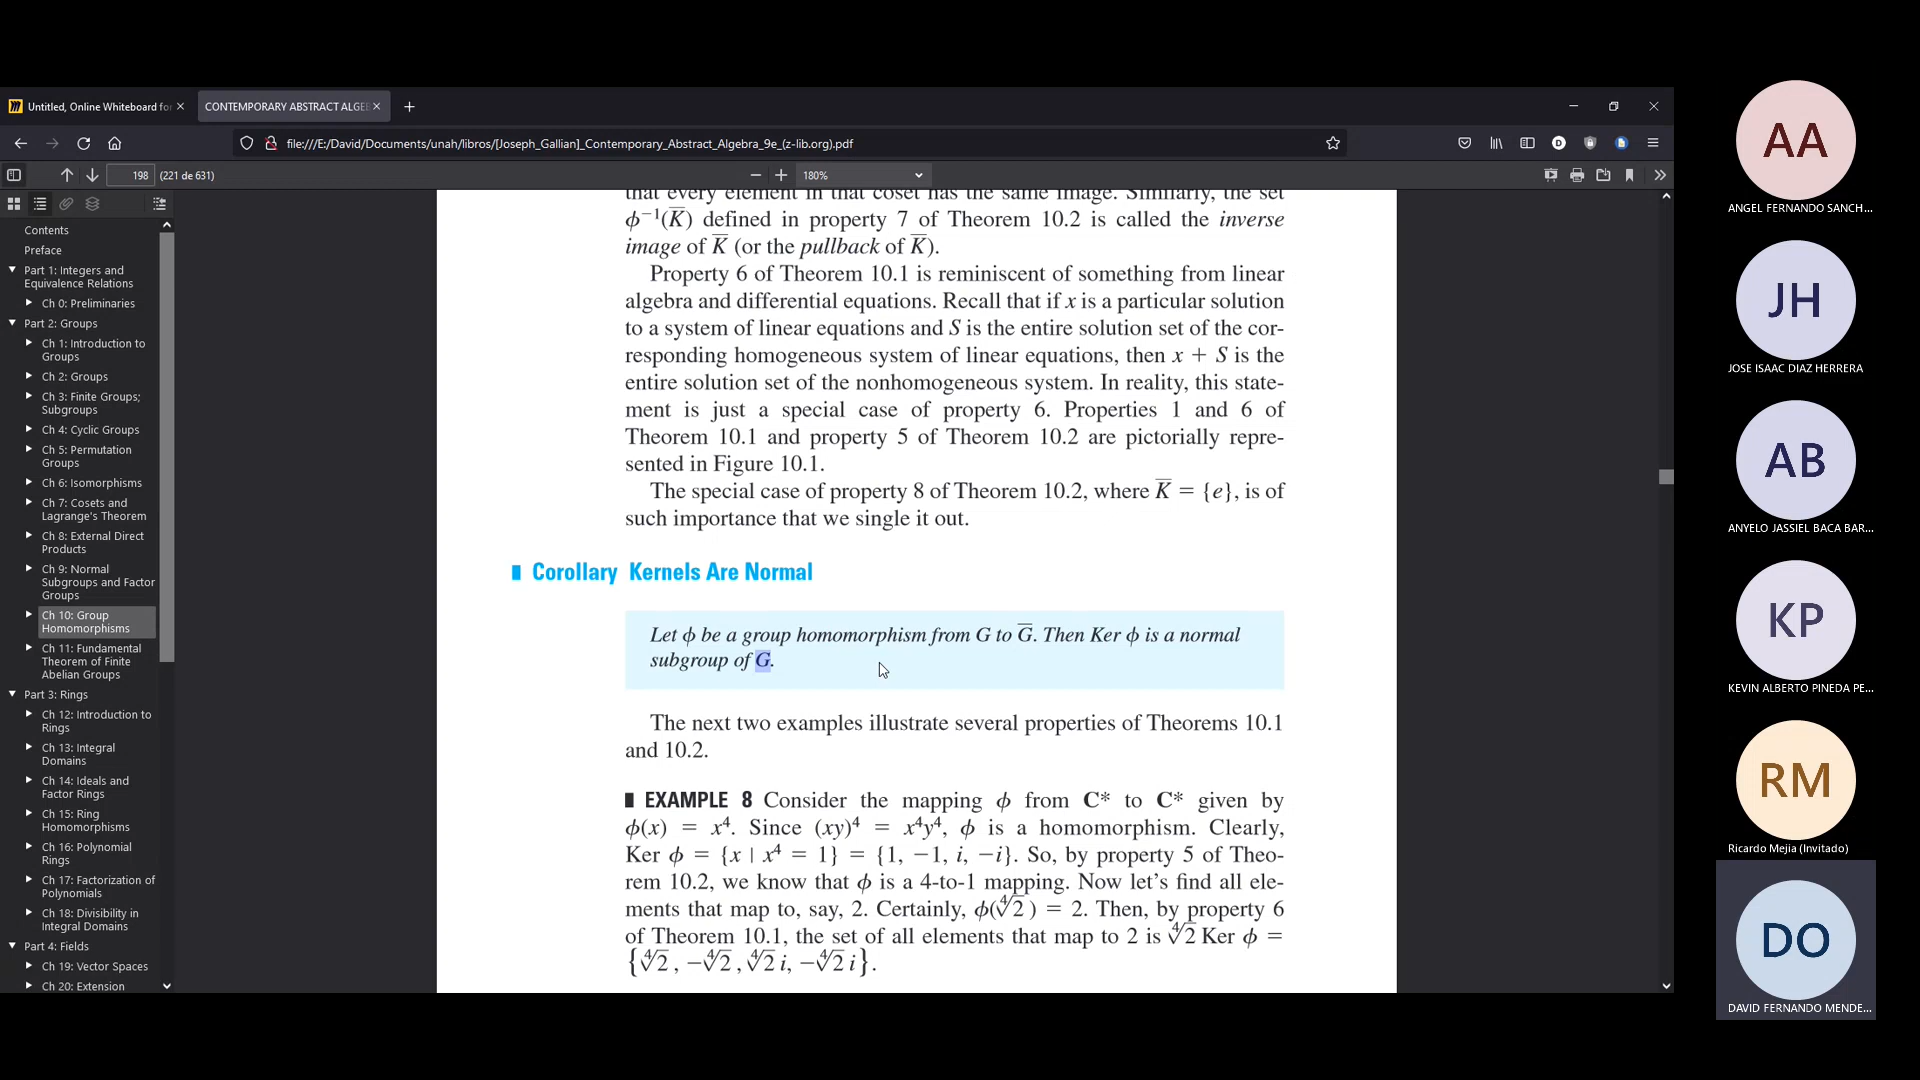 Untitled, Online Whiteboard for
CONTEMPORARY ABSTRACT ALGEB
file:///E:/David/Documents/unah/libros/[Joseph_Gallian]_Contemporary_Abstract_Algebra_9e_(z-lib.org).pdf
198 (221 de 631)
180%
Contents
Preface
Part 1: Integers and
Equivalence Relations
Ch 0: Preliminaries
Part 2: Groups
Ch 1: Introduction to
Groups
Ch 2: Groups
Ch 3: Finite Groups;
Subgroups
Ch 4: Cyclic Groups
Ch 5: Permutation
Groups
Ch 6: Isomorphisms
Ch 7: Cosets and
Lagrange's Theorem
Ch 8: External Direct
Products
Ch 9: Normal
Subgroups and Factor
Groups
Ch 10: Group
Homomorphisms
Ch 11: Fundamental
Theorem of Finite
Abelian Groups
Part 3: Rings
Ch 12: Introduction to
Rings
Ch 13: Integral
Domains
Ch 14: Ideals and
Factor Rings
Ch 15: Ring
Homomorphisms
Ch 16: Polynomial
Rings
Ch 17: Factorization of
Polynomials
Ch 18: Divisibility in
Integral Domains
Part 4: Fields
Ch 19: Vector Spaces
Ch 20: Extension
that every element in that coset has the same image. Similarly, the set
ϕ⁻¹(K̅) defined in property 7 of Theorem 10.2 is called the inverse
image of K̅ (or the pullback of K̅).
Property 6 of Theorem 10.1 is reminiscent of something from linear
algebra and differential equations. Recall that if x is a particular solution
to a system of linear equations and S is the entire solution set of the cor-
responding homogeneous system of linear equations, then x + S is the
entire solution set of the nonhomogeneous system. In reality, this state-
ment is just a special case of property 6. Properties 1 and 6 of
Theorem 10.1 and property 5 of Theorem 10.2 are pictorially repre-
sented in Figure 10.1.
The special case of property 8 of Theorem 10.2, where K̅ = {e}, is of
such importance that we single it out.
Corollary Kernels Are Normal
Let ϕ be a group homomorphism from G to G̅. Then Ker ϕ is a normal
subgroup of G.
The next two examples illustrate several properties of Theorems 10.1
and 10.2.
EXAMPLE 8 Consider the mapping ϕ from C* to C* given by
ϕ(x) = x⁴. Since (xy)⁴ = x⁴y⁴, ϕ is a homomorphism. Clearly,
Ker ϕ = {x | x⁴ = 1} = {1, −1, i, −i}. So, by property 5 of Theo-
rem 10.2, we know that ϕ is a 4-to-1 mapping. Now let's find all ele-
ments that map to, say, 2. Certainly, ϕ(∜2) = 2. Then, by property 6
of Theorem 10.1, the set of all elements that map to 2 is ∜2 Ker ϕ =
{∜2, −∜2, ∜2 i, −∜2 i}.
AA
ANGEL FERNANDO SANCH...
JH
JOSE ISAAC DIAZ HERRERA
AB
ANYELO JASSIEL BACA BAR...
KP
KEVIN ALBERTO PINEDA PE...
RM
Ricardo Mejia (Invitado)
DO
DAVID FERNANDO MENDE...